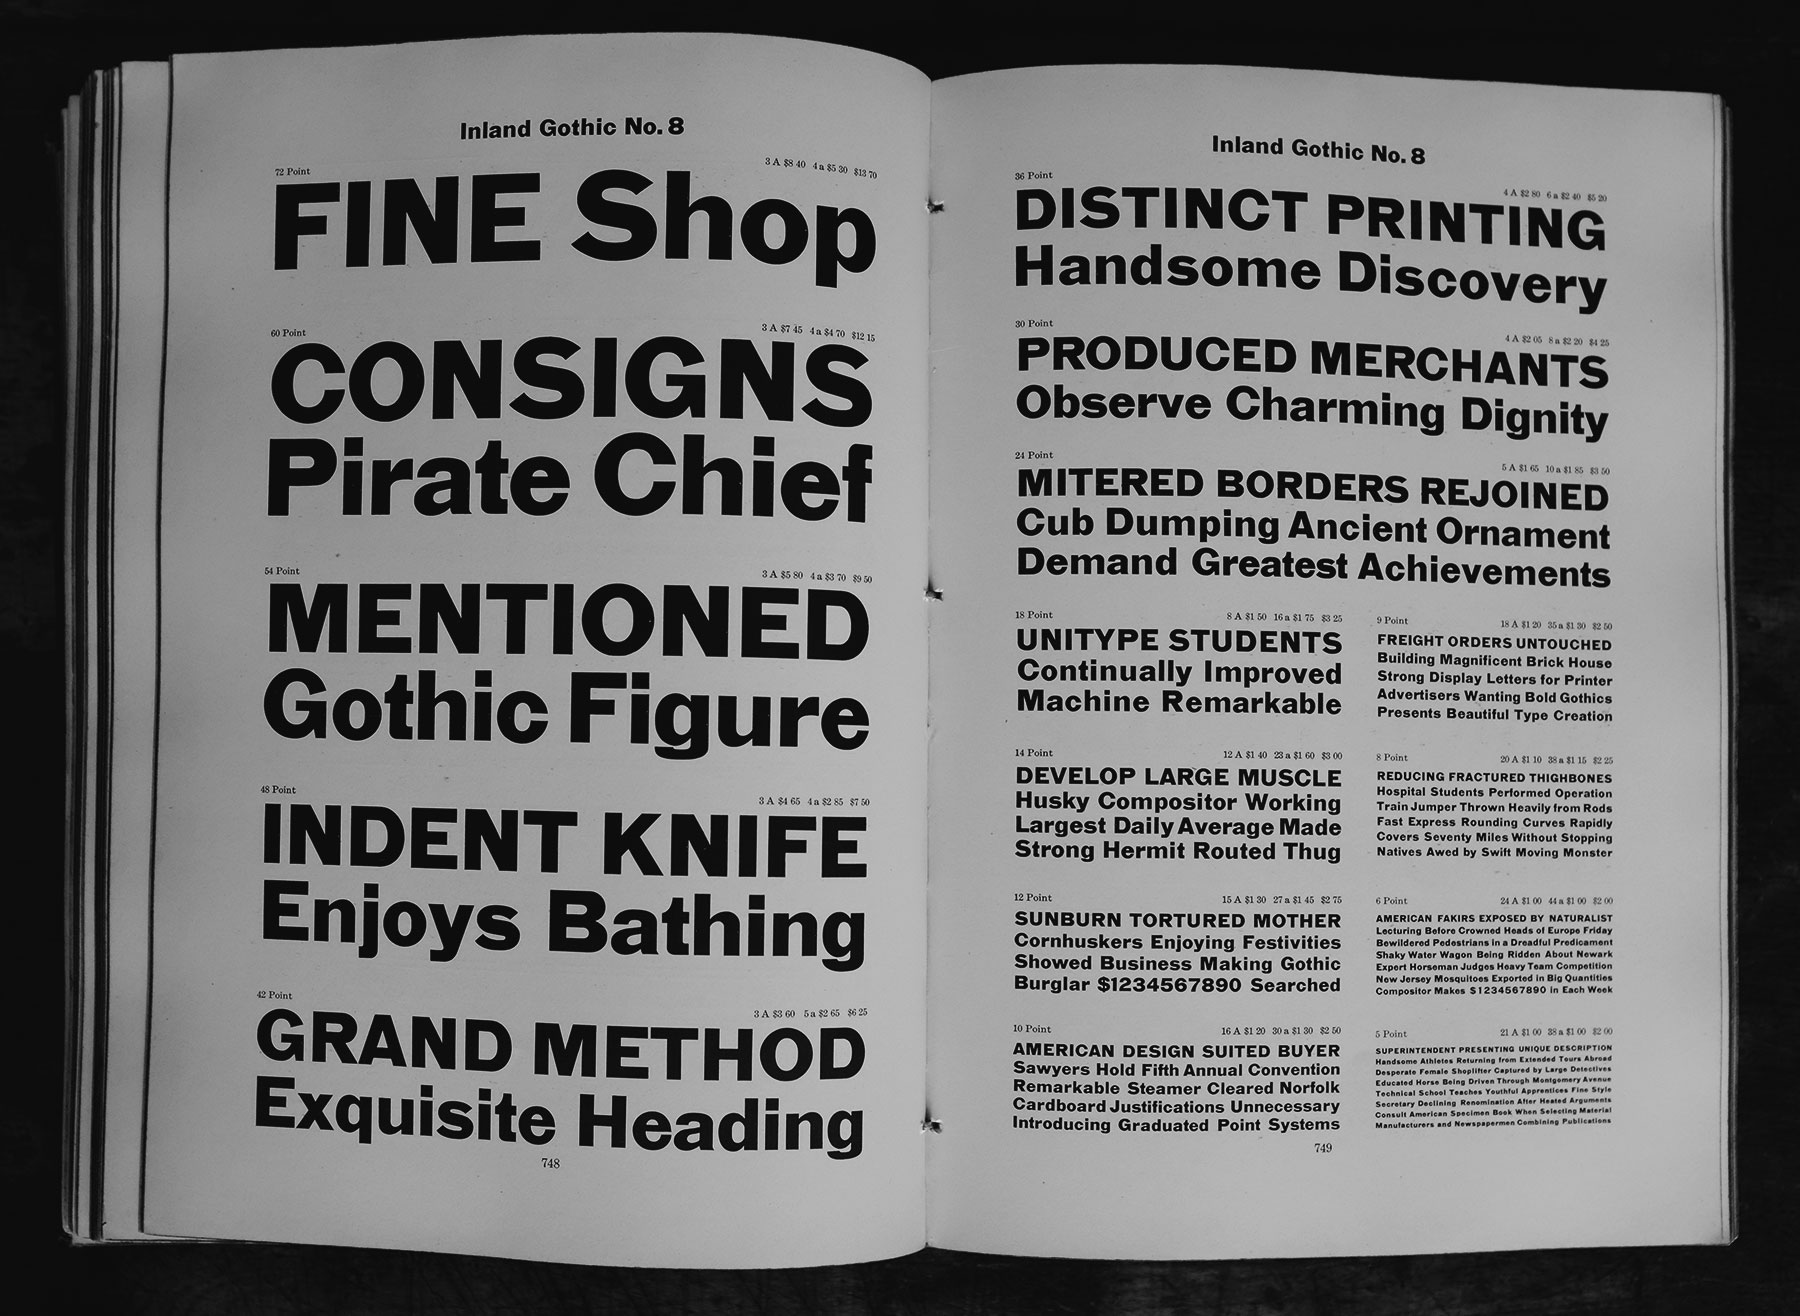 Inland Gothic No. 8
72 Point
3 A $8 40 4 a $5 30 $13 70
FINE Shop
60 Point
3 A $7 45 4 a $4 70 $12 15
CONSIGNS
Pirate Chief
54 Point
3 A $5 80 4 a $3 70 $9 50
MENTIONED
Gothic Figure
48 Point
3 A $4 65 4 a $2 85 $7 50
INDENT KNIFE
Enjoys Bathing
42 Point
3 A $3 60 5 a $2 65 $6 25
GRAND METHOD
Exquisite Heading
748
Inland Gothic No. 8
36 Point
4 A $2 80 6 a $2 40 $5 20
DISTINCT PRINTING
Handsome Discovery
30 Point
4 A $2 05 8 a $2 20 $4 25
PRODUCED MERCHANTS
Observe Charming Dignity
24 Point
5 A $1 65 10 a $1 85 $3 50
MITERED BORDERS REJOINED
Cub Dumping Ancient Ornament
Demand Greatest Achievements
18 Point
8 A $1 50 16 a $1 75 $3 25
UNITYPE STUDENTS
Continually Improved
Machine Remarkable
14 Point
12 A $1 40 23 a $1 60 $3 00
DEVELOP LARGE MUSCLE
Husky Compositor Working
Largest Daily Average Made
Strong Hermit Routed Thug
12 Point
15 A $1 30 27 a $1 45 $2 75
SUNBURN TORTURED MOTHER
Cornhuskers Enjoying Festivities
Showed Business Making Gothic
Burglar $1234567890 Searched
10 Point
16 A $1 20 30 a $1 30 $2 50
AMERICAN DESIGN SUITED BUYER
Sawyers Hold Fifth Annual Convention
Remarkable Steamer Cleared Norfolk
Cardboard Justifications Unnecessary
Introducing Graduated Point Systems
9 Point
18 A $1 20 35 a $1 30 $2 50
FREIGHT ORDERS UNTOUCHED
Building Magnificent Brick House
Strong Display Letters for Printer
Advertisers Wanting Bold Gothics
Presents Beautiful Type Creation
8 Point
20 A $1 10 38 a $1 15 $2 25
REDUCING FRACTURED THIGHBONES
Hospital Students Performed Operation
Train Jumper Thrown Heavily from Rods
Fast Express Rounding Curves Rapidly
Covers Seventy Miles Without Stopping
Natives Awed by Swift Moving Monster
6 Point
24 A $1 00 44 a $1 00 $2 00
AMERICAN FAKIRS EXPOSED BY NATURALIST
Lecturing Before Crowned Heads of Europe Friday
Bewildered Pedestrians in a Dreadful Predicament
Shaky Water Wagon Being Ridden About Newark
Expert Horseman Judges Heavy Team Competition
New Jersey Mosquitoes Exported in Big Quantities
Compositor Makes $1234567890 in Each Week
5 Point
21 A $1 00 38 a $1 00 $2 00
SUPERINTENDENT PRESENTING UNIQUE DESCRIPTION
Handsome Athletes Returning from Extended Tours Abroad
Desperate Female Shoplifter Captured by Large Detectives
Educated Horse Being Driven Through Montgomery Avenue
Technical School Teaches Youthful Apprentices Fine Style
Secretary Declining Renomination After Heated Arguments
Consult American Specimen Book When Selecting Material
Manufacturers and Newspapermen Combining Publications
749